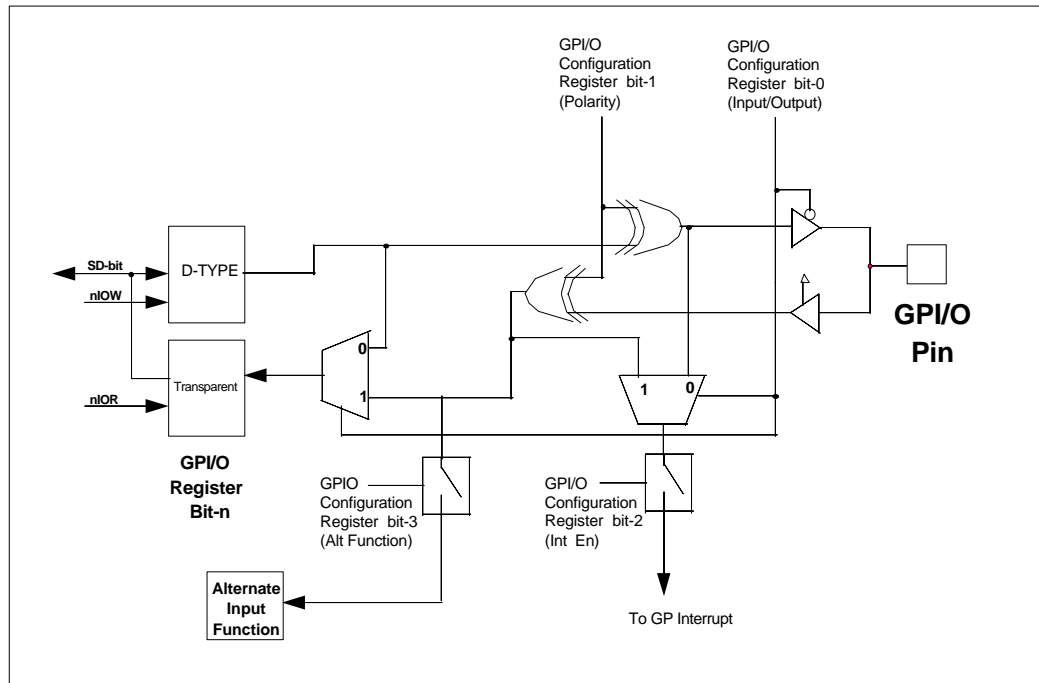 GPI/O
Configuration
Register bit-1
(Polarity)
GPI/O
Configuration
Register bit-0
(Input/Output)
SD-bit
D-TYPE
nIOW
GPI/O
Pin
0
1
1
0
Transparent
nIOR
GPI/O
Register
Bit-n
GPIO
Configuration
Register bit-3
(Alt Function)
GPI/O
Configuration
Register bit-2
(Int En)
Alternate
Input
Function
To GP Interrupt